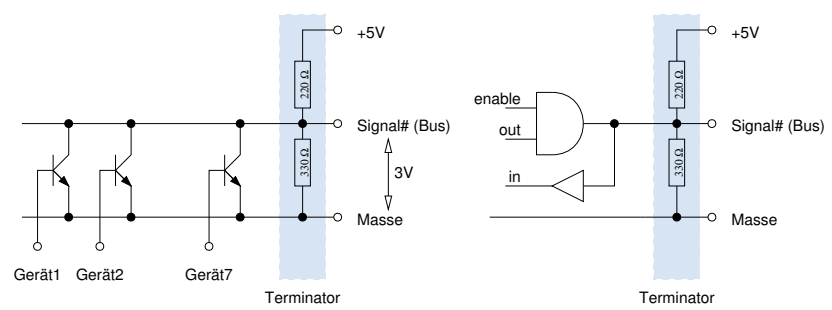 +5V
220 Ω
Signal# (Bus)
330 Ω
3V
Masse
Gerät1 Gerät2 Gerät7
Terminator
+5V
220 Ω
enable
out
Signal# (Bus)
330 Ω
in
Masse
Terminator